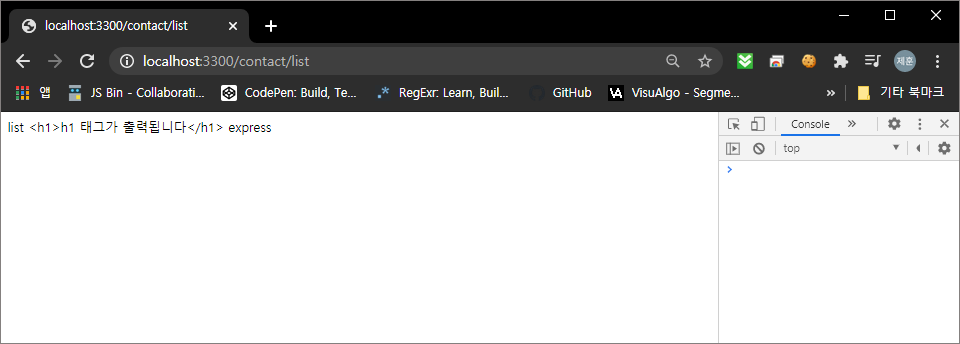 localhost:3300/contact/list
localhost:3300/contact/list
제훈
앱 JS Bin - Collaborati... CodePen: Build, Te... RegExr: Learn, Buil... GitHub VA VisuAlgo - Segme... » 기타 북마크
list <h1>h1 태그가 출력됩니다</h1> express
Console »
top